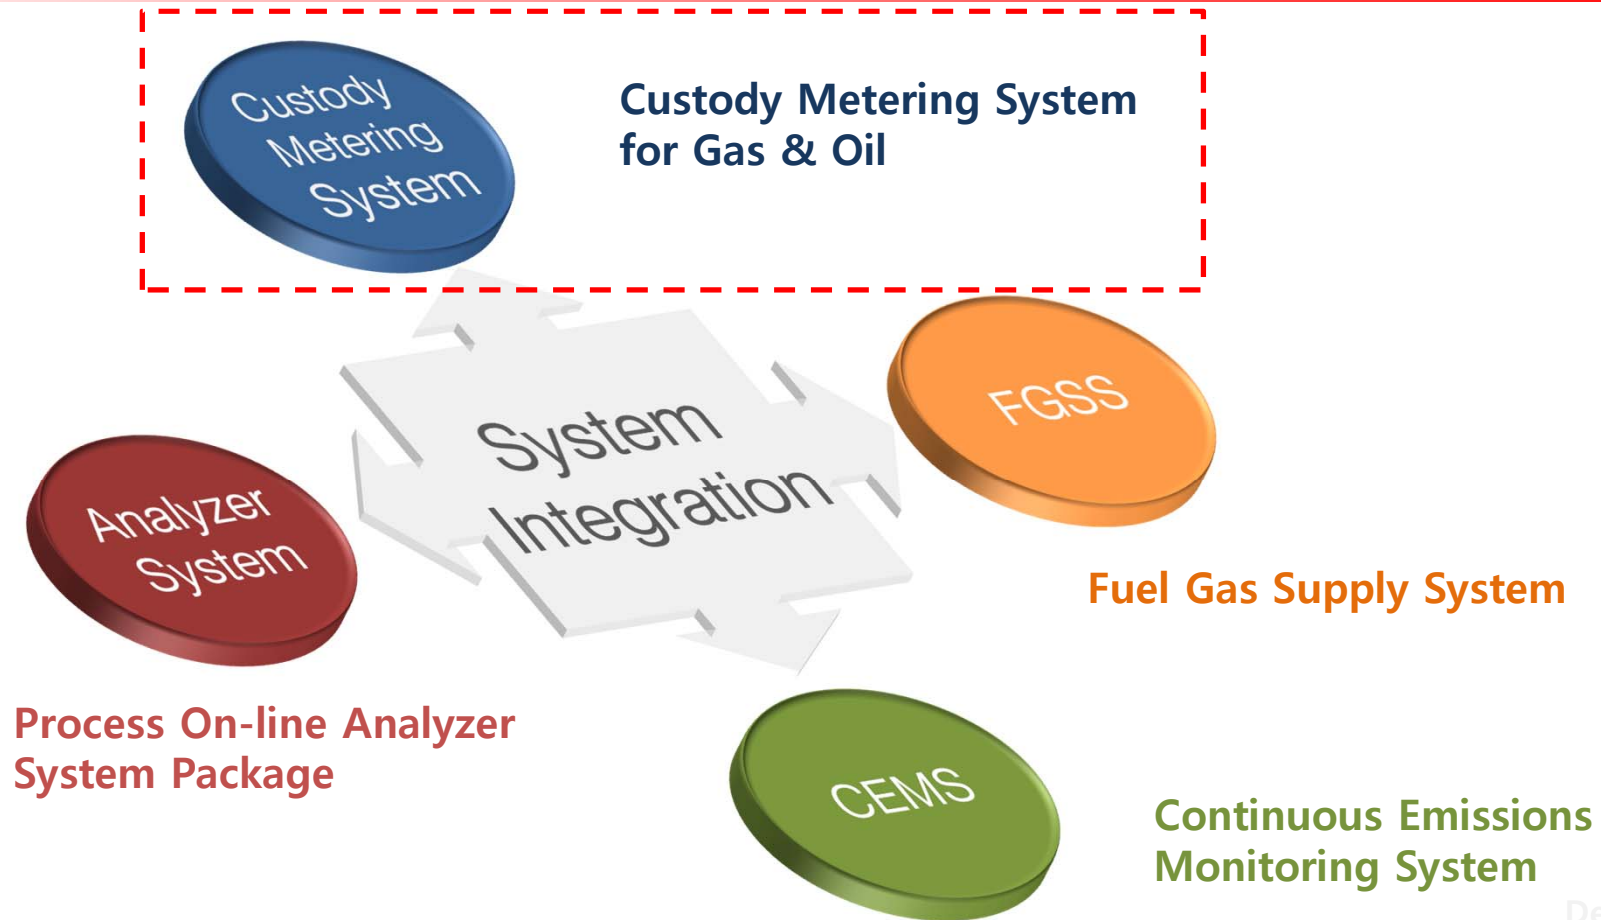 Custody
Metering
System
Custody Metering System
for Gas & Oil
FGSS
System
Integration
Analyzer
System
Fuel Gas Supply System
Process On-line Analyzer
System Package
CEMS
Continuous Emissions
Monitoring System